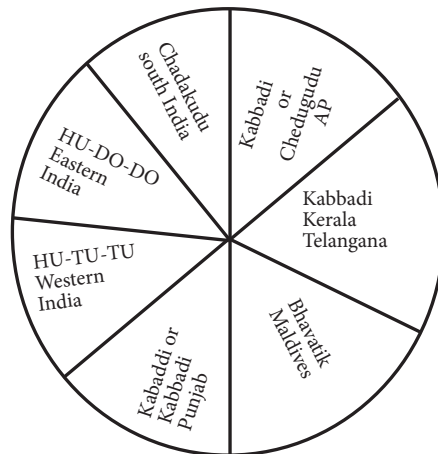 Chadakudu
south India
Kabbadi
or
Chedugudu
AP
Kabbadi
Kerala
Telangana
Bhavatik
Maldives
Kabaddi or
Kabbadi
Punjab
HU-TU-TU
Western
India
HU-DO-DO
Eastern
India